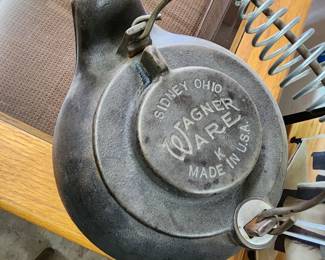 SIDNEY OHIO
WAGNER
WARE
K
MADE IN U.S.A.